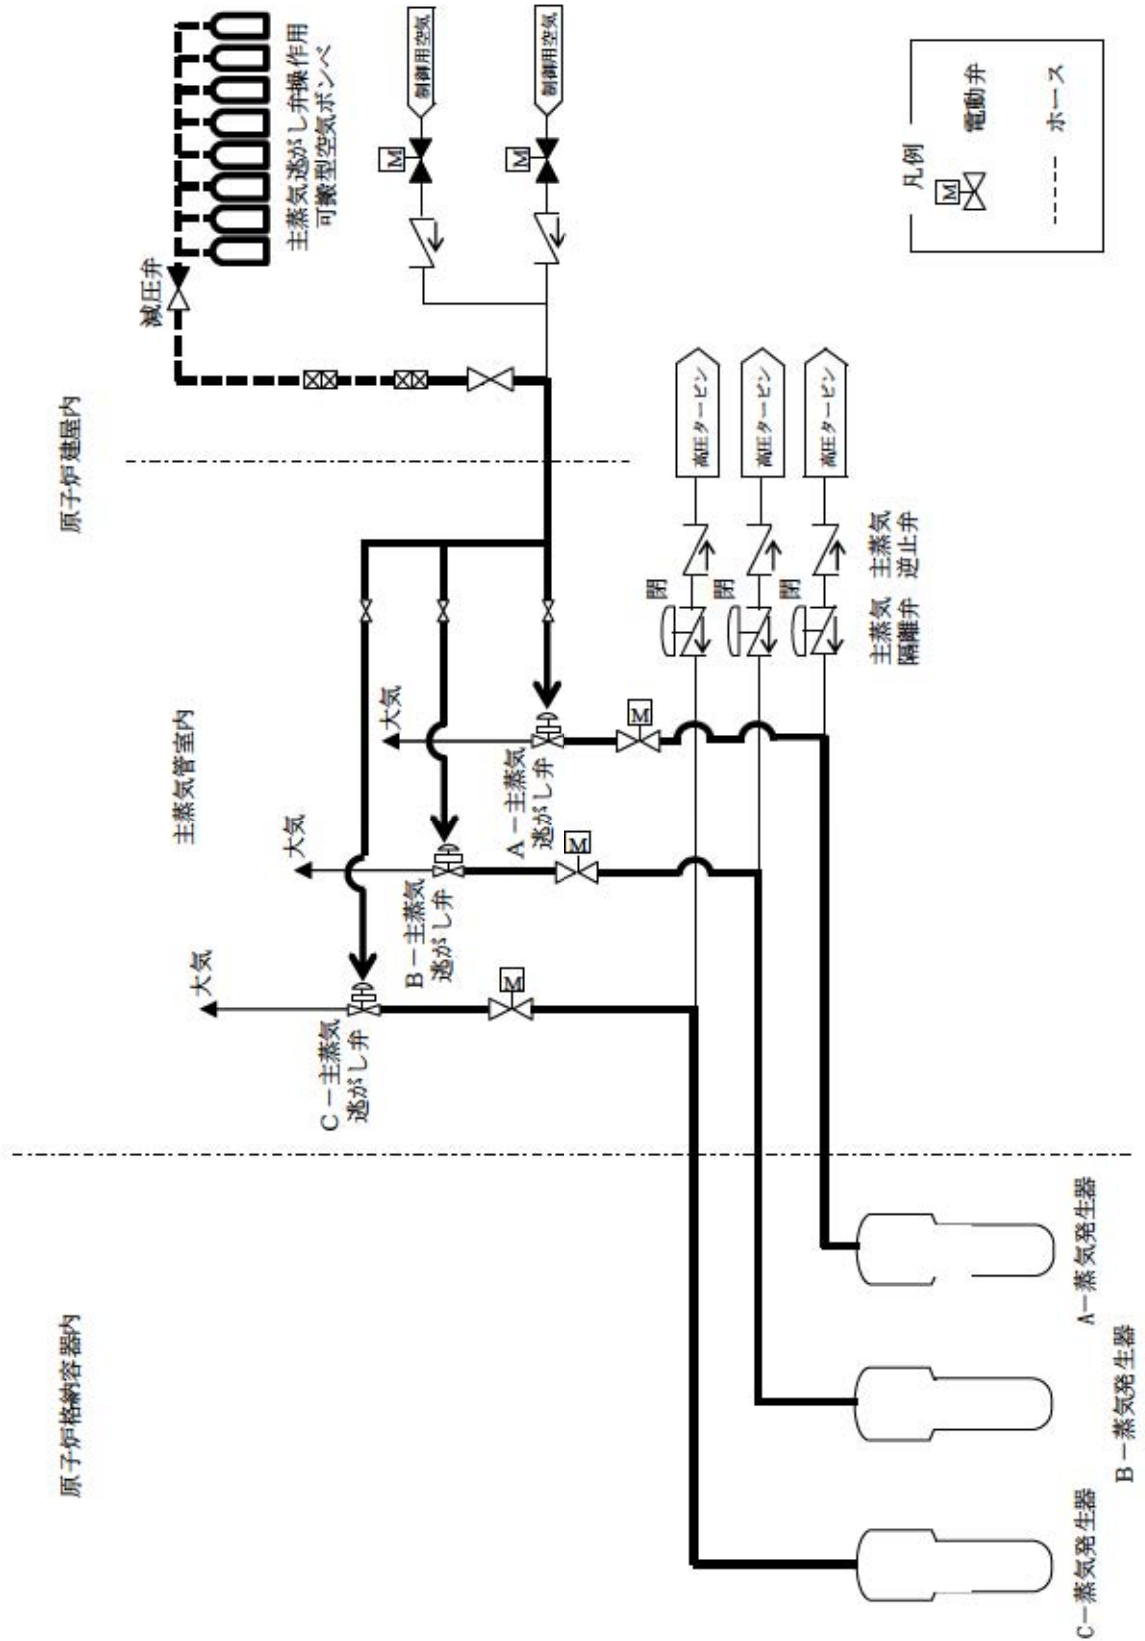 原子炉格納容器内
主蒸気管室内
原子炉建屋内
大気
大気
大気
C－主蒸気
逃がし弁
B－主蒸気
逃がし弁
A－主蒸気
逃がし弁
M
M
M
減圧弁
主蒸気逃がし弁操作用
可搬型空気ボンベ
M
制御用空気
M
制御用空気
閉
高圧タービン
閉
高圧タービン
閉
高圧タービン
主蒸気
隔離弁
主蒸気
逆止弁
C－蒸気発生器
B－蒸気発生器
A－蒸気発生器
凡例
M
電動弁
ホース